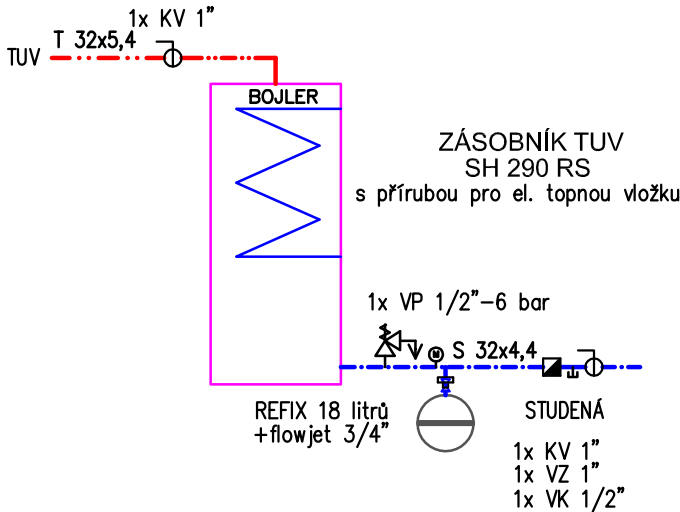 1x KV 1"
T 32x5,4
TUV
BOJLER
ZÁSOBNÍK TUV
SH 290 RS
s přírubou pro el. topnou vložku
1x VP 1/2"-6 bar
M
S 32x4,4
REFIX 18 litrů
+flowjet 3/4"
STUDENÁ
1x KV 1"
1x VZ 1"
1x VK 1/2"